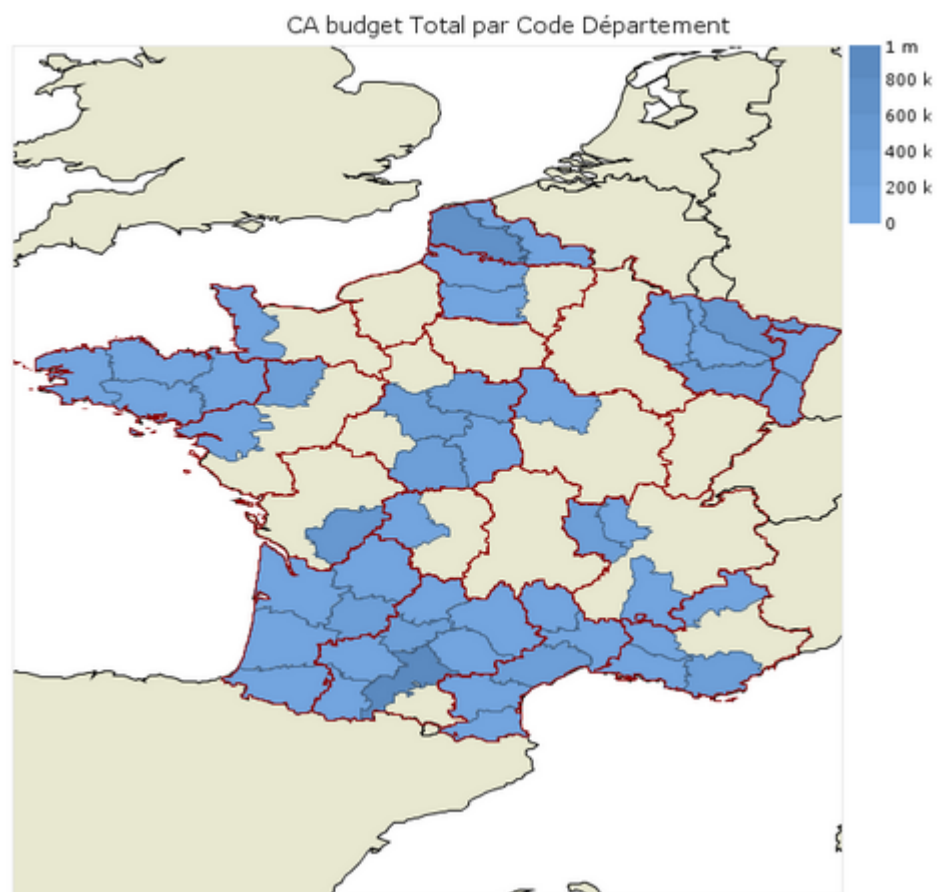 CA budget Total par Code Département
1 m
800 k
600 k
400 k
200 k
0